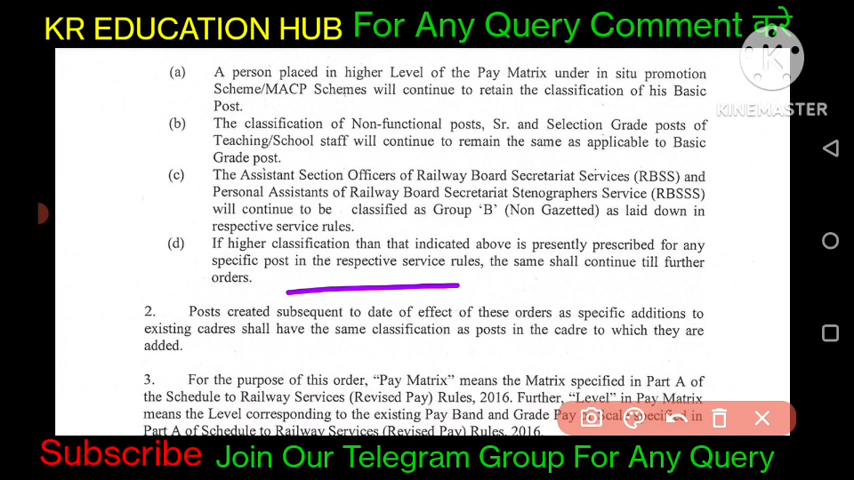 KR EDUCATION HUB For Any Query Comment करे
KINEMASTER
(a) A person placed in higher Level of the Pay Matrix under in situ promotion
Scheme/MACP Schemes will continue to retain the classification of his Basic
Post.
(b) The classification of Non-functional posts, Sr. and Selection Grade posts of
Teaching/School staff will continue to remain the same as applicable to Basic
Grade post.
(c) The Assistant Section Officers of Railway Board Secretariat Services (RBSS) and
Personal Assistants of Railway Board Secretariat Stenographers Service (RBSSS)
will continue to be classified as Group ‘B’ (Non Gazetted) as laid down in
respective service rules.
(d) If higher classification than that indicated above is presently prescribed for any
specific post in the respective service rules, the same shall continue till further
orders.
2. Posts created subsequent to date of effect of these orders as specific additions to
existing cadres shall have the same classification as posts in the cadre to which they are
added.
3. For the purpose of this order, “Pay Matrix” means the Matrix specified in Part A of
the Schedule to Railway Services (Revised Pay) Rules, 2016. Further, “Level” in Pay Matrix
means the Level corresponding to the existing Pay Band and Grade Pay or Scale specified in
Part A of Schedule to Railway Services (Revised Pay) Rules, 2016.
Subscribe Join Our Telegram Group For Any Query